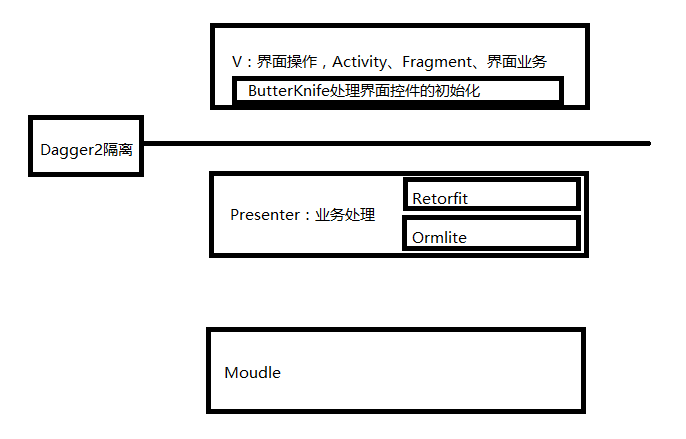 V：界面操作，Activity、Fragment、界面业务
ButterKnife处理界面控件的初始化
Dagger2隔离
Presenter：业务处理
Retorfit
Ormlite
Moudle